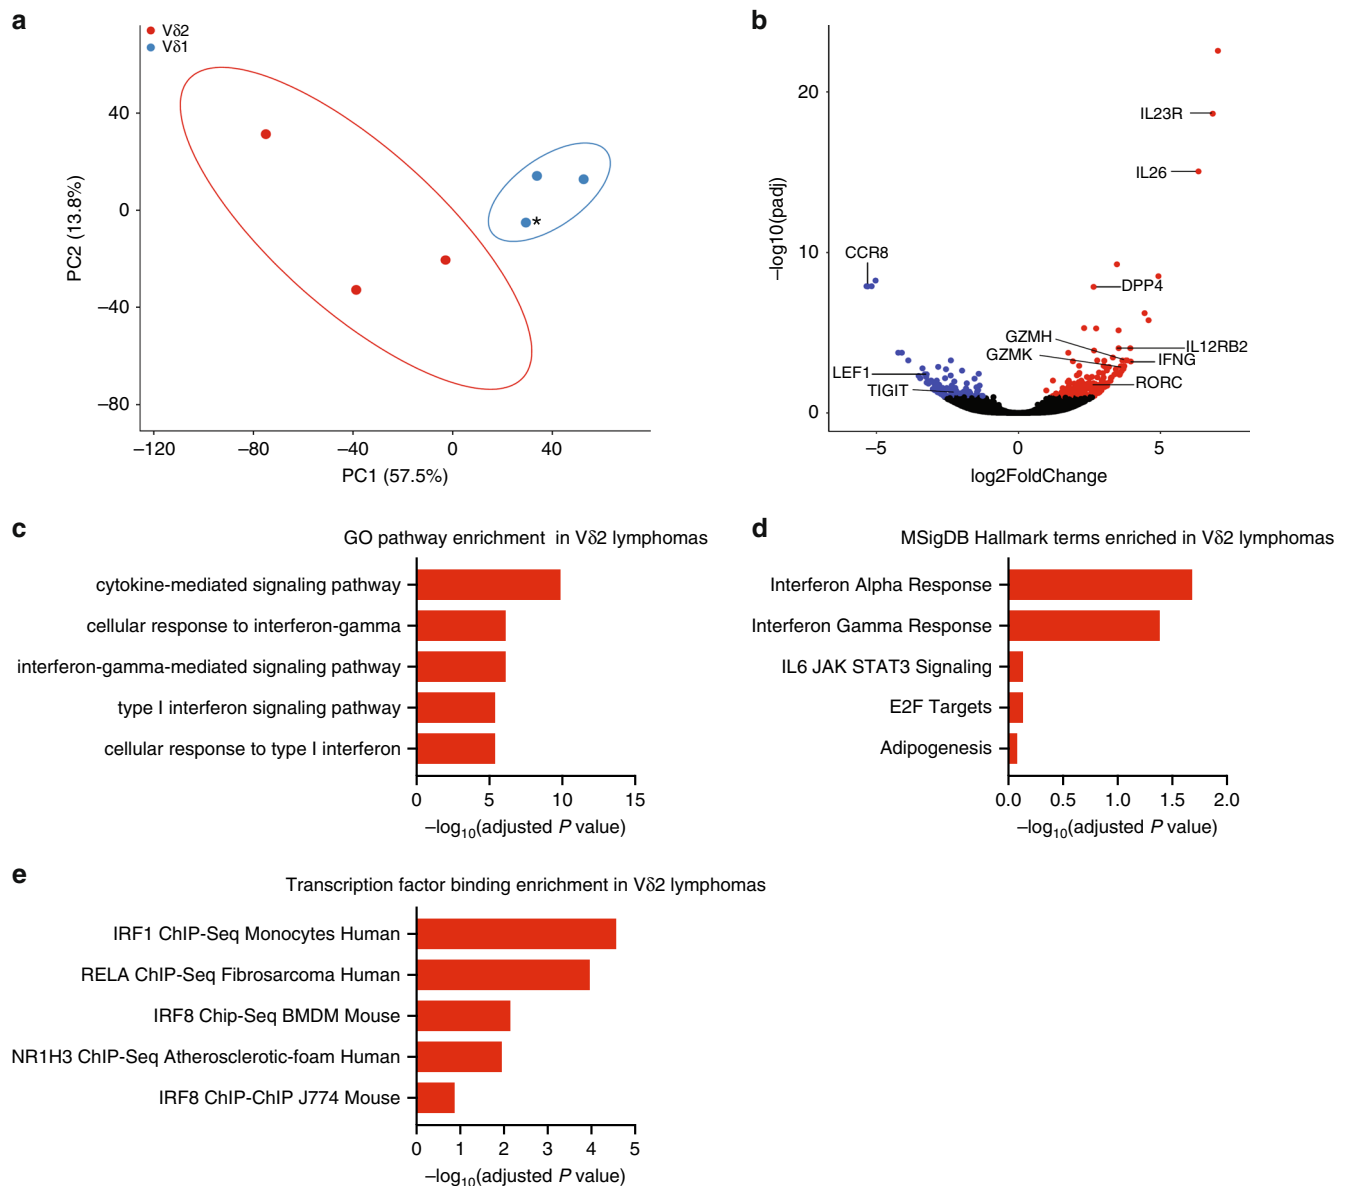 a
Vδ2
Vδ1
40
0
−40
−80
PC2 (13.8%)
*
−120
−80
−40
0
40
PC1 (57.5%)
b
20
10
0
−log10(padj)
IL23R
IL26
CCR8
DPP4
GZMH
GZMK
IL12RB2
IFNG
LEF1
TIGIT
RORC
−5
0
5
log2FoldChange
c
GO pathway enrichment in Vδ2 lymphomas
cytokine-mediated signaling pathway
cellular response to interferon-gamma
interferon-gamma-mediated signaling pathway
type I interferon signaling pathway
cellular response to type I interferon
0
5
10
15
−log10(adjusted P value)
d
MSigDB Hallmark terms enriched in Vδ2 lymphomas
Interferon Alpha Response
Interferon Gamma Response
IL6 JAK STAT3 Signaling
E2F Targets
Adipogenesis
0.0
0.5
1.0
1.5
2.0
−log10(adjusted P value)
e
Transcription factor binding enrichment in Vδ2 lymphomas
IRF1 ChIP-Seq Monocytes Human
RELA ChIP-Seq Fibrosarcoma Human
IRF8 Chip-Seq BMDM Mouse
NR1H3 ChIP-Seq Atherosclerotic-foam Human
IRF8 ChIP-ChIP J774 Mouse
0
1
2
3
4
5
−log10(adjusted P value)